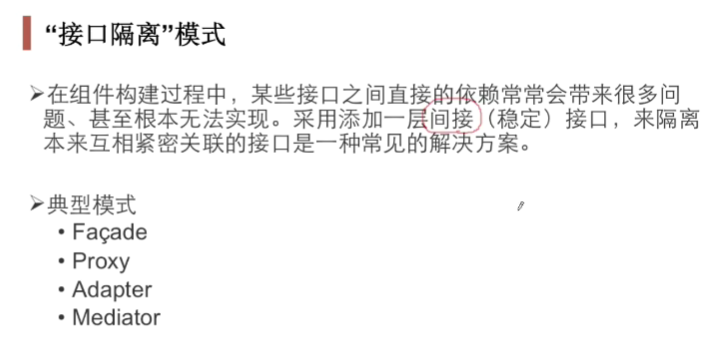 “接口隔离”模式
➢在组件构建过程中，某些接口之间直接的依赖常常会带来很多问
题、甚至根本无法实现。采用添加一层间接（稳定）接口，来隔离
本来互相紧密关联的接口是一种常见的解决方案。
➢典型模式
• Façade
• Proxy
• Adapter
• Mediator